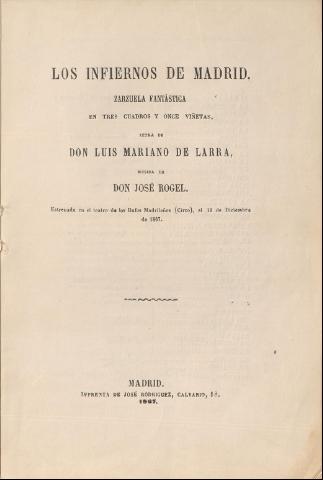 LOS INFIERNOS DE MADRID,
ZARZUELA FANTÁSTICA
EN TRES CUADROS Y ONCE VIÑETAS,
LETRA DE
DON LUIS MARIANO DE LARRA,
MUSICA DE
DON JOSÉ ROGEL.
Estrenada en el teatro de los Bufos Madrileños (Circo), el de Diciembre
de 1867.
MADRID.
IMPRENTA DE JOSÉ RODRIGUEZ, CALVARIO, 18.
1867.